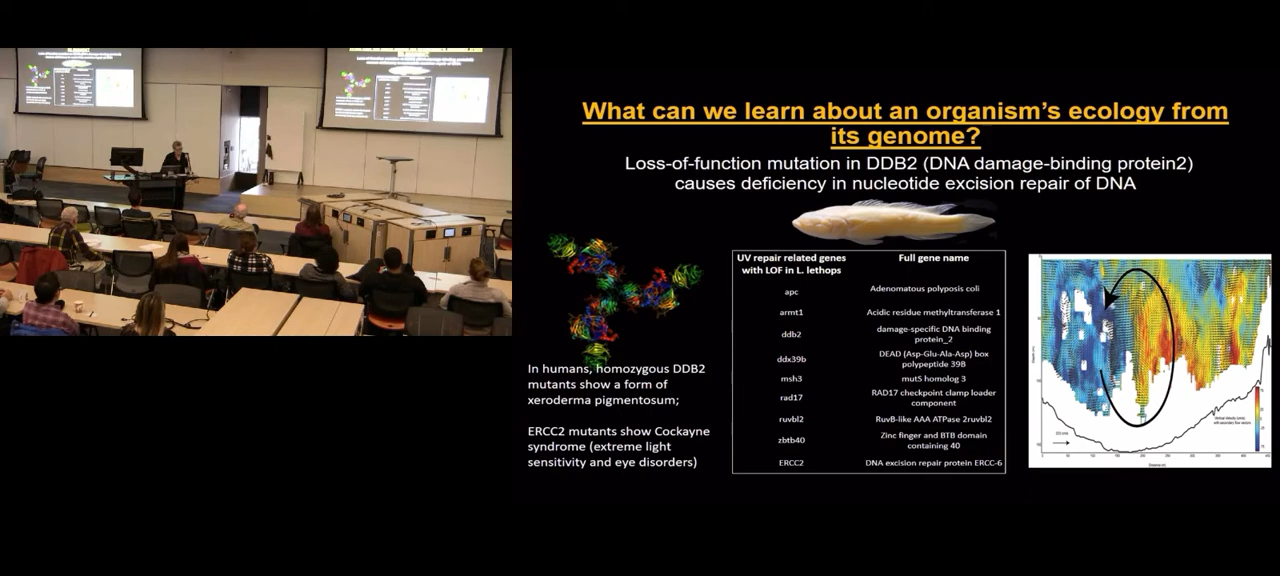 What can we learn about an organism's ecology from
its genome?
Loss-of-function mutation in DDB2 (DNA damage-binding protein2)
causes deficiency in nucleotide excision repair of DNA
In humans, homozygous DDB2
mutants show a form of
xeroderma pigmentosum;
ERCC2 mutants show Cockayne
syndrome (extreme light
sensitivity and eye disorders)
UV repair related genes
with LOF in L. lethops
Full gene name
apc
Adenomatous polyposis coli
armt1
Acidic residue methyltransferase 1
ddb2
damage-specific DNA binding
protein_2
ddx39b
DEAD (Asp-Glu-Ala-Asp) box
polypeptide 39B
msh3
mutS homolog 3
rad17
RAD17 checkpoint clamp loader
component
ruvbl2
RuvB-like AAA ATPase 2ruvbl2
zbtb40
Zinc finger and BTB domain
containing 40
ERCC2
DNA excision repair protein ERCC-6